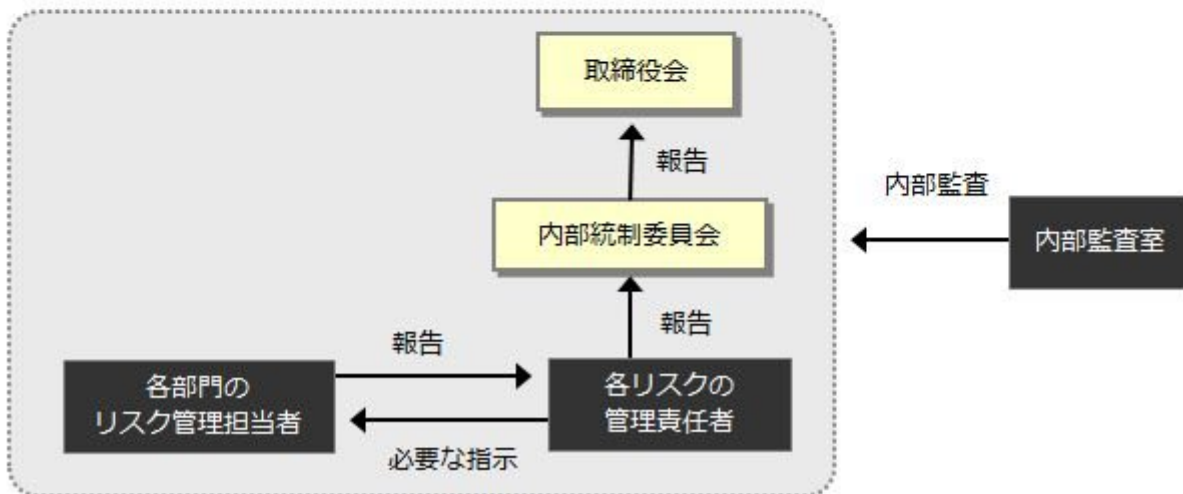 取締役会
報告
内部監査
内部統制委員会
内部監査室
報告
報告
各部門の
リスク管理担当者
各リスクの
管理責任者
必要な指示